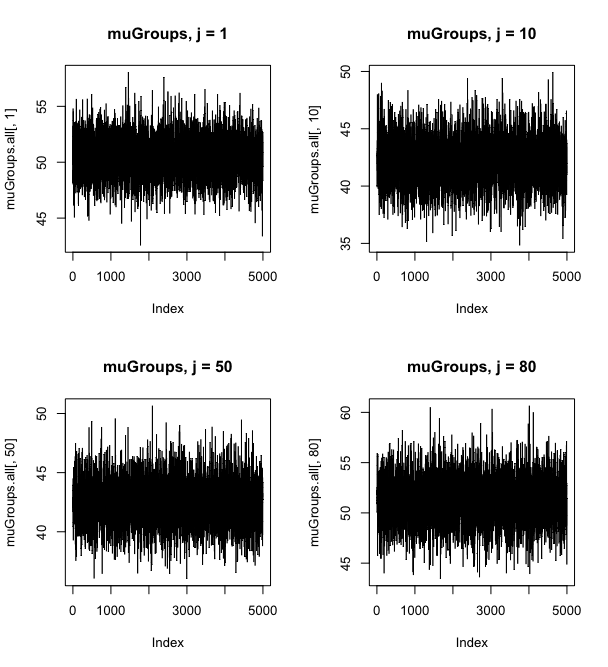 muGroups, j = 1
muGroups.all[, 1]
55
50
45
0 1000 3000 5000
Index
muGroups, j = 10
muGroups.all[, 10]
50
45
40
35
0 1000 3000 5000
Index
muGroups, j = 50
muGroups.all[, 50]
50
45
40
0 1000 3000 5000
Index
muGroups, j = 80
muGroups.all[, 80]
60
55
50
45
0 1000 3000 5000
Index